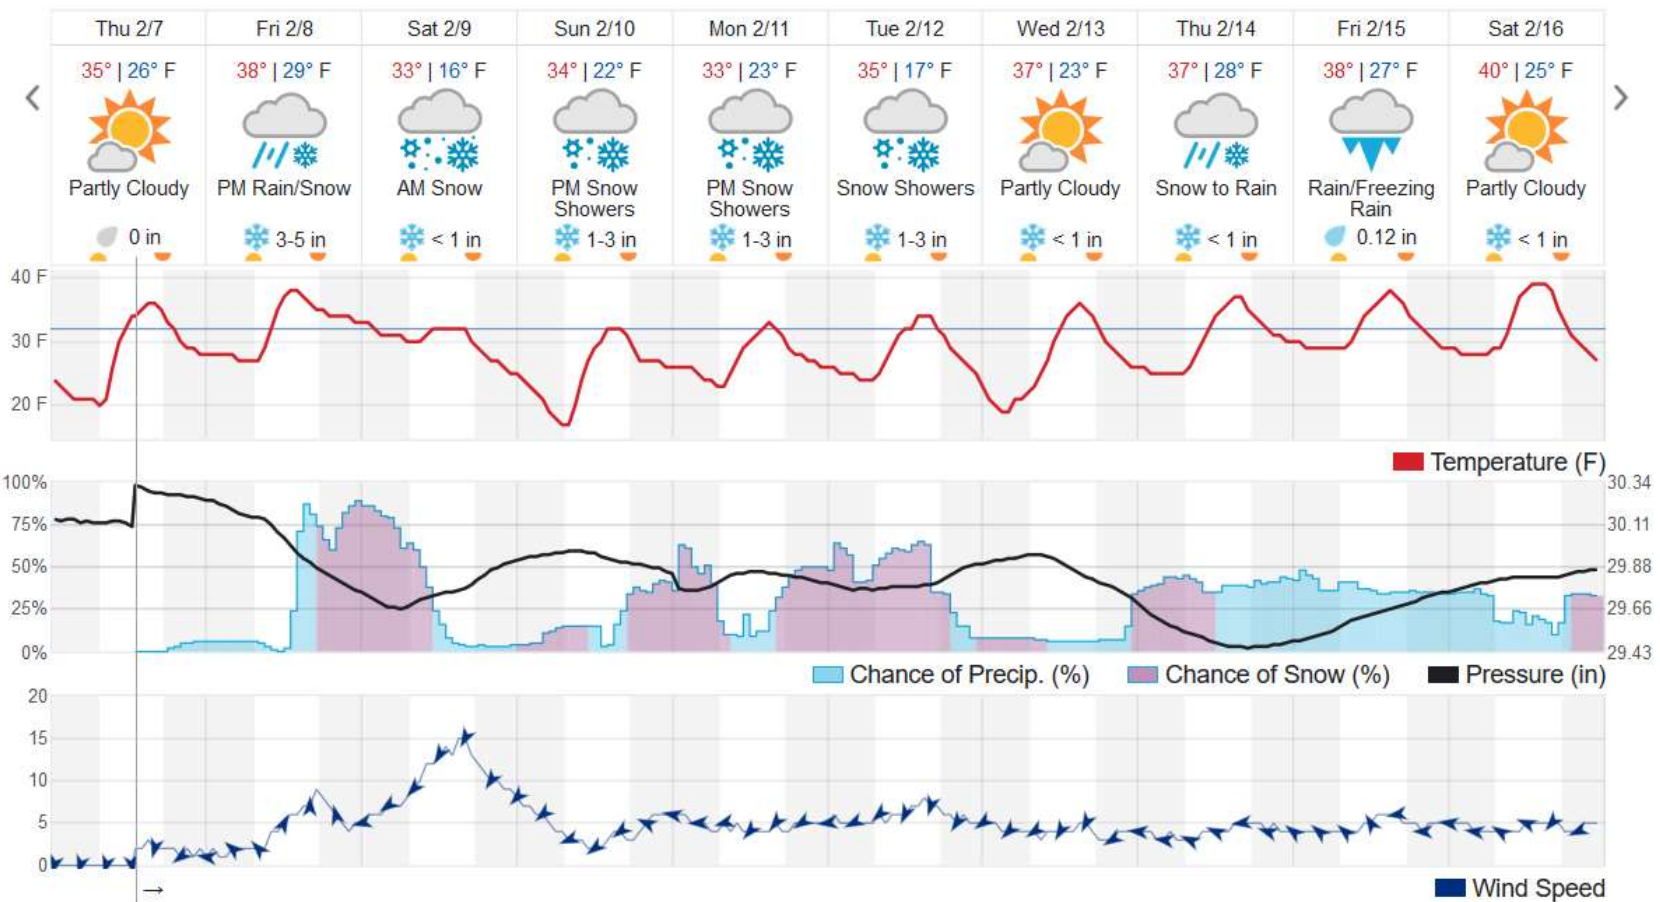 Thu 2/7 Fri 2/8 Sat 2/9 Sun 2/10 Mon 2/11 Tue 2/12 Wed 2/13 Thu 2/14 Fri 2/15 Sat 2/16
35° | 26° F 38° | 29° F 33° | 16° F 34° | 22° F 33° | 23° F 35° | 17° F 37° | 23° F 37° | 28° F 38° | 27° F 40° | 25° F
Partly Cloudy PM Rain/Snow AM Snow PM Snow PM Snow Snow Showers Partly Cloudy Snow to Rain Rain/Freezing Partly Cloudy
Showers Showers Rain
0 in 3-5 in < 1 in 1-3 in 1-3 in 1-3 in < 1 in < 1 in 0.12 in < 1 in
40 F
30 F
20 F
Temperature (F)
100% 30.34
75% 30.11
50% 29.88
25% 29.66
0% 29.43
Chance of Precip. (%) Chance of Snow (%) Pressure (in)
20
15
10
5
0
→
Wind Speed